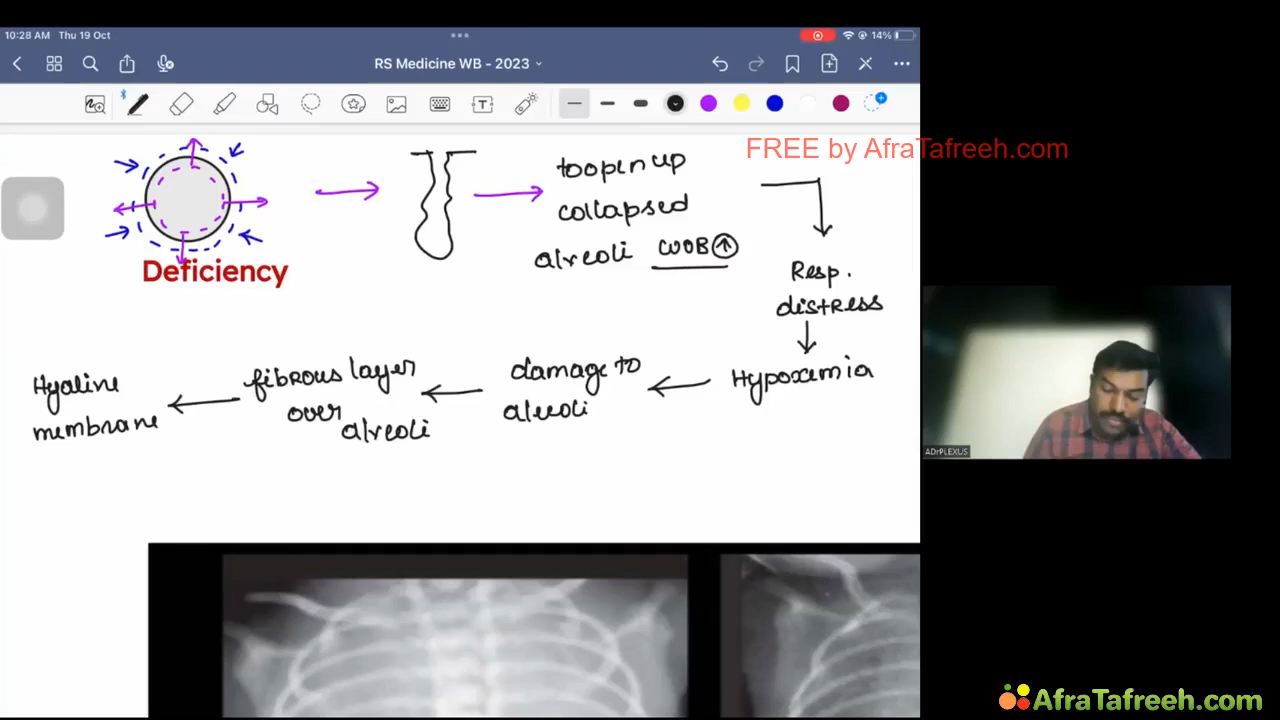 10:28 AM Thu 19 Oct
14%
RS Medicine WB - 2023
T
FREE by AfraTafreeh.com
to open up
collapsed
alveoli WOB ↑
Deficiency
Resp.
distress
Hypoxemia
damage to
alveoli
fibrous layer
over
alveoli
Hyaline
membrane
ADrPLEXUS
AfraTafreeh.com